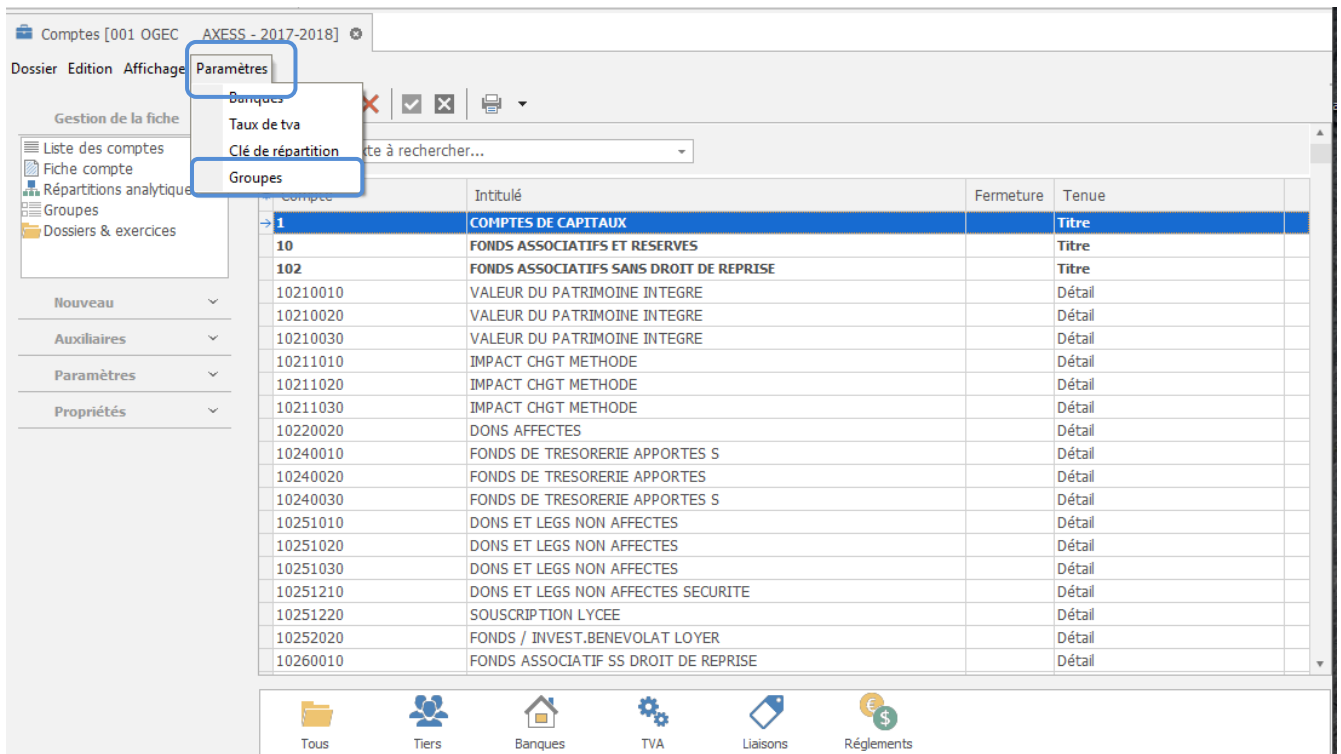 Comptes [001 OGEC AXESS - 2017-2018]
Dossier Edition Affichage Paramètres
Banques
Taux de tva
Clé de répartition
Groupes
Gestion de la fiche
Liste des comptes
Fiche compte
Répartitions analytique
Groupes
Dossiers & exercices
Nouveau
Auxiliaires
Paramètres
Propriétés
xte à rechercher...
Compte Intitulé Fermeture Tenue
1 COMPTES DE CAPITAUX Titre
10 FONDS ASSOCIATIFS ET RESERVES Titre
102 FONDS ASSOCIATIFS SANS DROIT DE REPRISE Titre
10210010 VALEUR DU PATRIMOINE INTEGRE Détail
10210020 VALEUR DU PATRIMOINE INTEGRE Détail
10210030 VALEUR DU PATRIMOINE INTEGRE Détail
10211010 IMPACT CHGT METHODE Détail
10211020 IMPACT CHGT METHODE Détail
10211030 IMPACT CHGT METHODE Détail
10220020 DONS AFFECTES Détail
10240010 FONDS DE TRESORERIE APPORTES S Détail
10240020 FONDS DE TRESORERIE APPORTES Détail
10240030 FONDS DE TRESORERIE APPORTES S Détail
10251010 DONS ET LEGS NON AFFECTES Détail
10251020 DONS ET LEGS NON AFFECTES Détail
10251030 DONS ET LEGS NON AFFECTES Détail
10251210 DONS ET LEGS NON AFFECTES SECURITE Détail
10251220 SOUSCRIPTION LYCEE Détail
10252020 FONDS / INVEST.BENEVOLAT LOYER Détail
10260010 FONDS ASSOCIATIF SS DROIT DE REPRISE Détail
Tous Tiers Banques TVA Liaisons Réglements